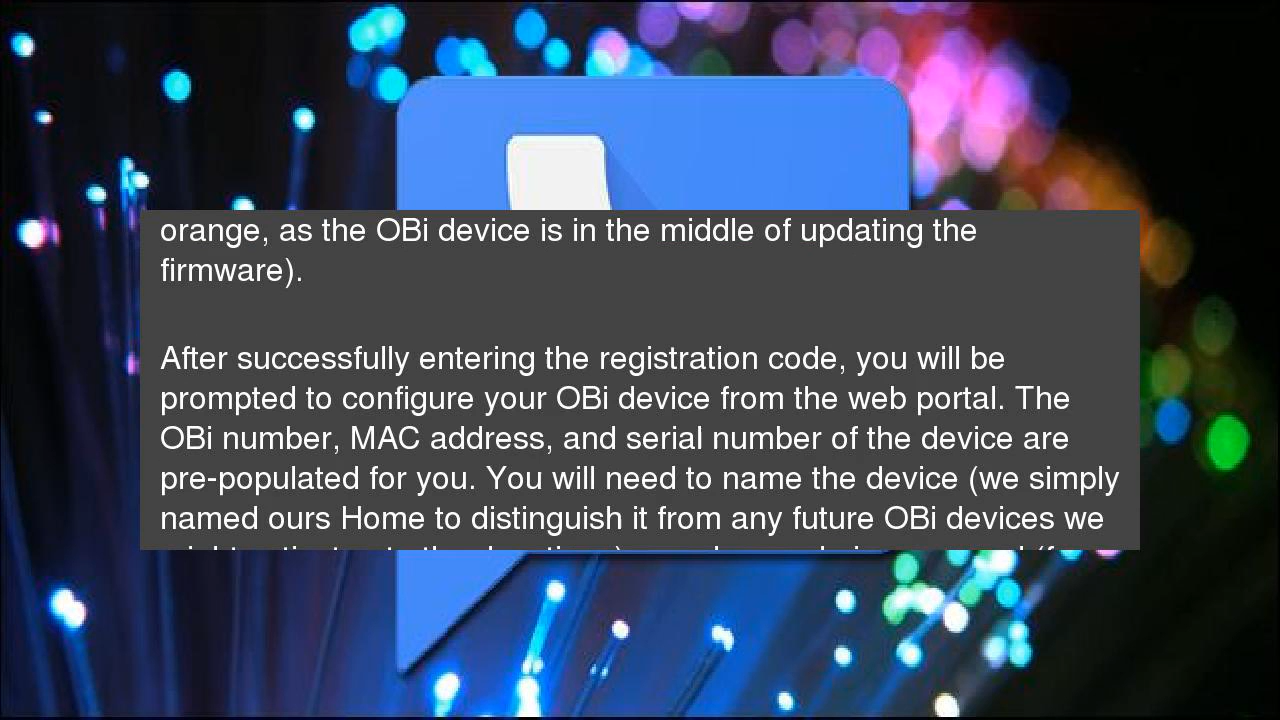 orange, as the OBi device is in the middle of updating the
firmware).
After successfully entering the registration code, you will be
prompted to configure your OBi device from the web portal. The
OBi number, MAC address, and serial number of the device are
pre-populated for you. You will need to name the device (we simply
named ours Home to distinguish it from any future OBi devices we